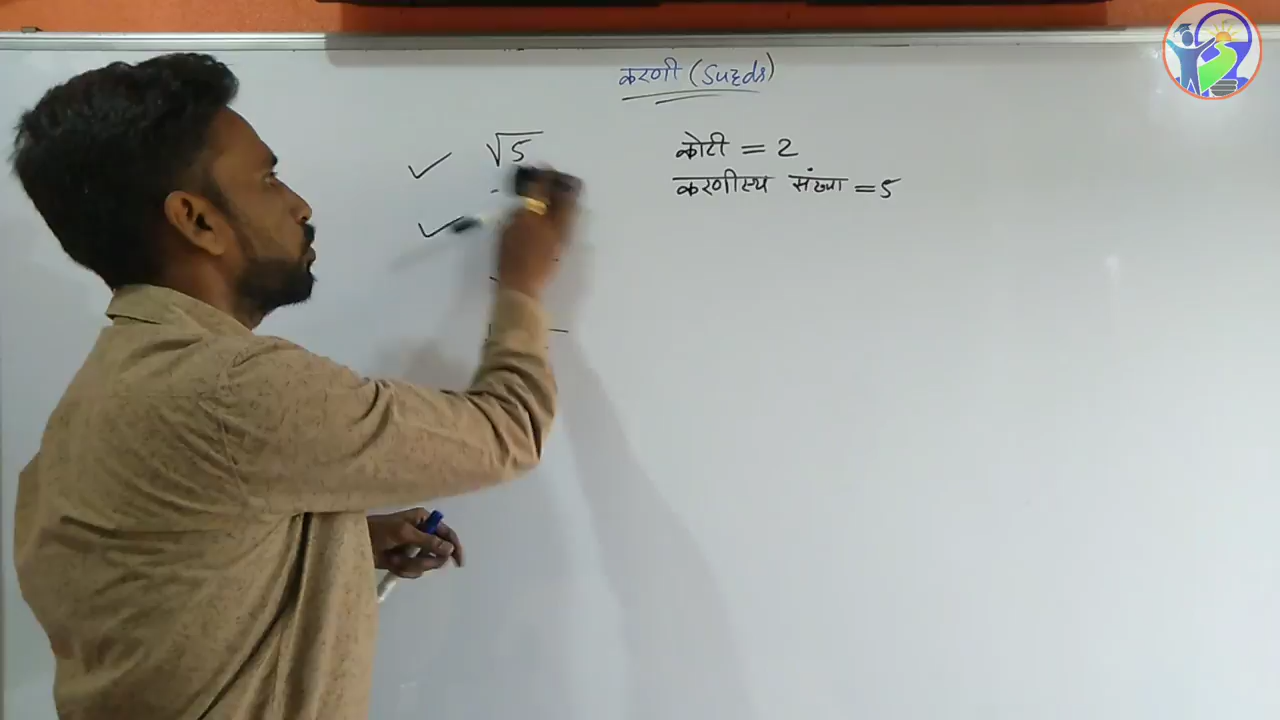 करणी (Surds)
√5
कोटी = 2
करणीस्थ संख्या = 5